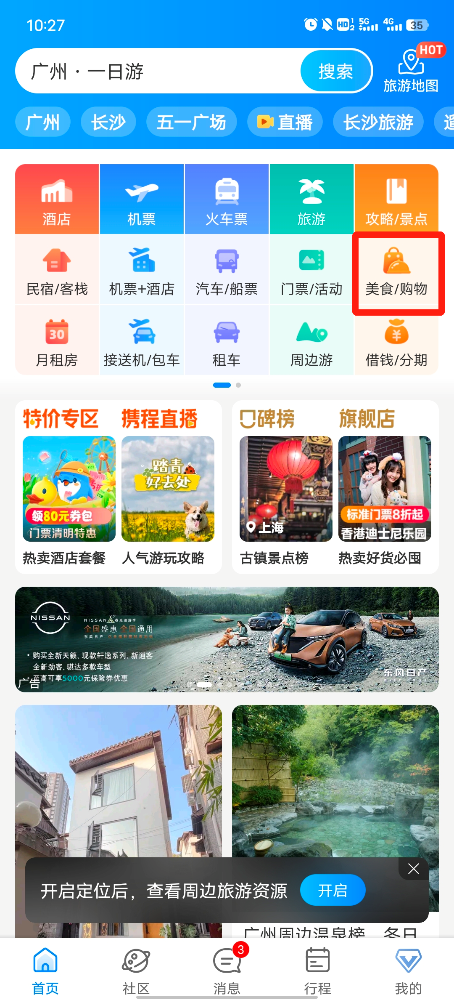 10:27
HD 1 2 5G 4G 35
HOT
广州 · 一日游
搜索
旅游地图
广州 长沙 五一广场 直播 长沙旅游
酒店 机票 火车票 旅游 攻略/景点
民宿/客栈 机票+酒店 汽车/船票 门票/活动 美食/购物
30
月租房 接送机/包车 租车 周边游 借钱/分期
特价专区 携程直播 口碑榜 旗舰店
踏青
好去处
5折
领80元券包
门票清明特惠
上海
标准门票8折起
香港迪士尼乐园
热卖酒店套餐 人气游玩攻略 古镇景点榜 热卖好货必囤
NISSAN
NISSAN 春光漫游季
全国盛惠 全国通用
东风日产
• 购买全新天籁、现款轩逸系列、新逍客
全新劲客、骐达多款车型
至高可享5000元保险券优惠
ARIYA
东风日产
广告
开启定位后，查看周边旅游资源
开启
广州周边温泉榜 冬日
3
首页 社区 消息 行程 我的